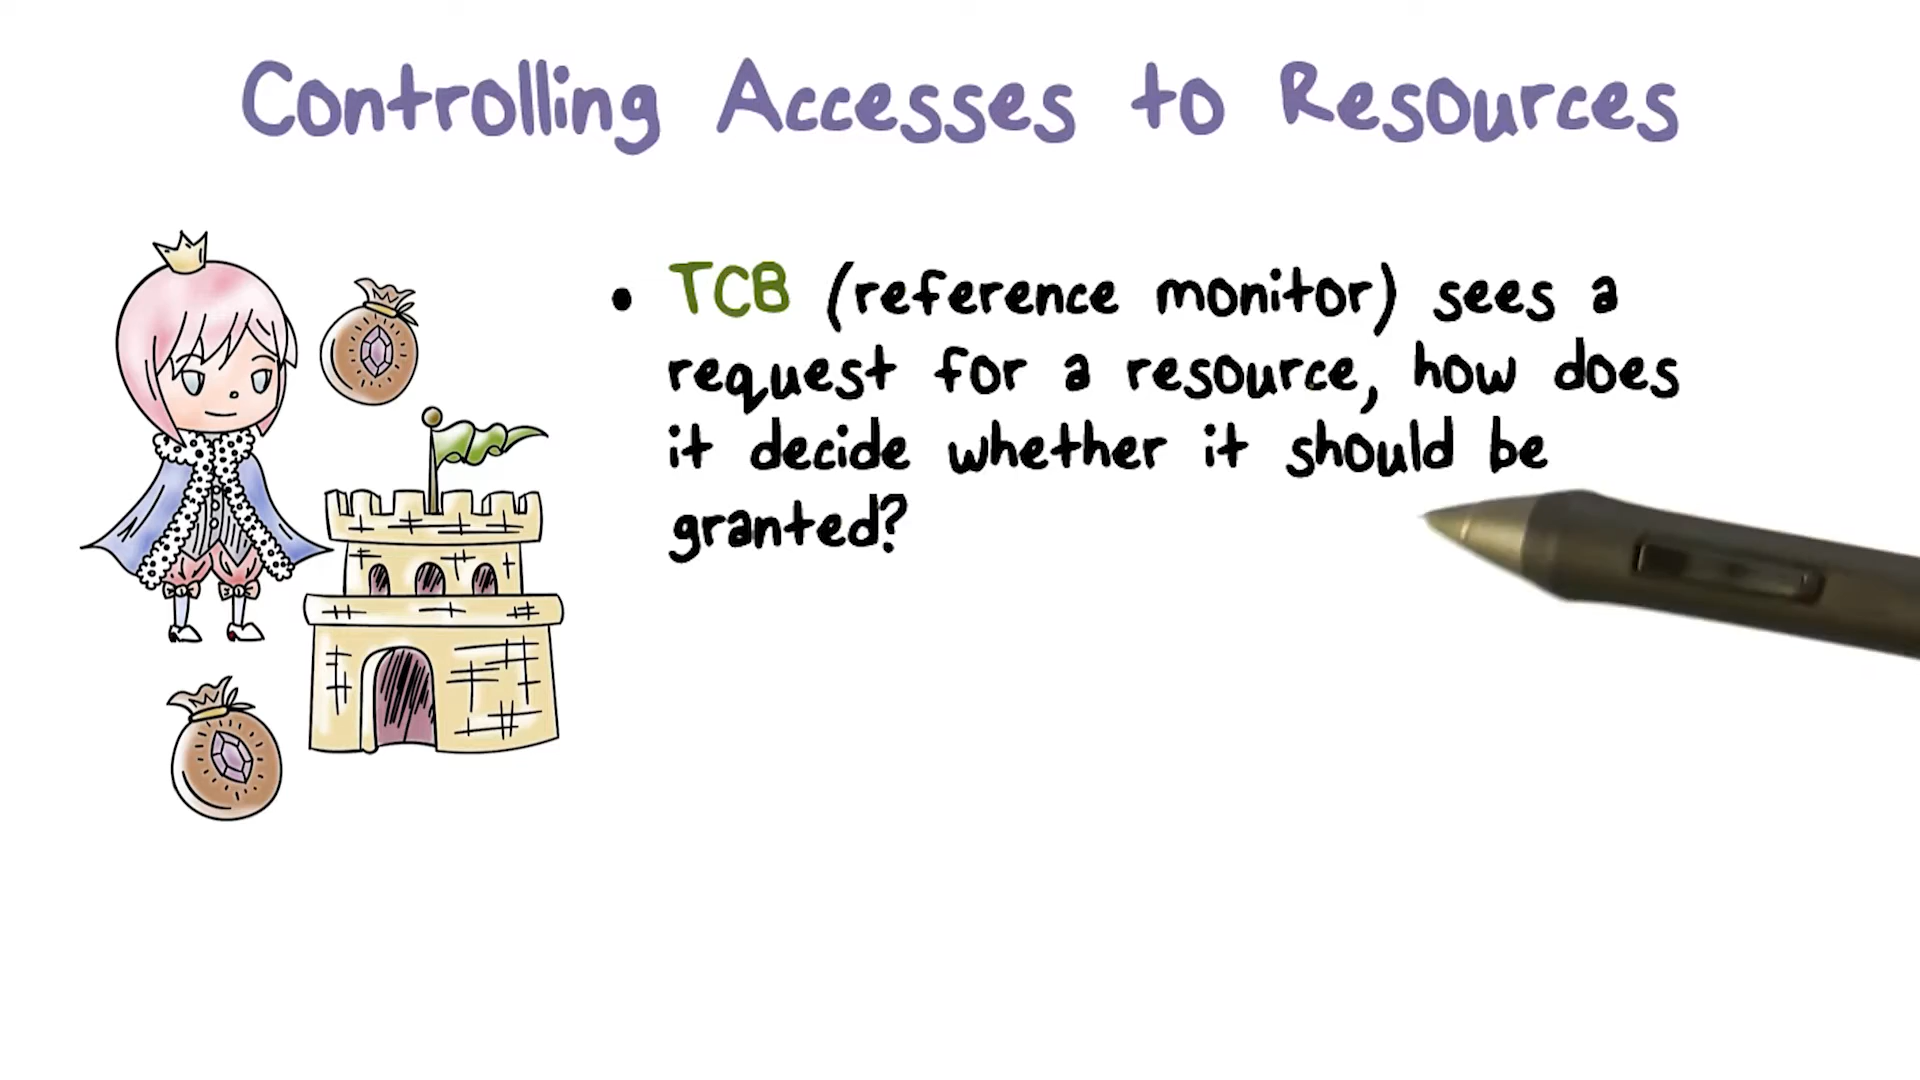 Controlling Accesses to Resources
• TCB (reference monitor) sees a
request for a resource, how does
it decide whether it should be
granted?